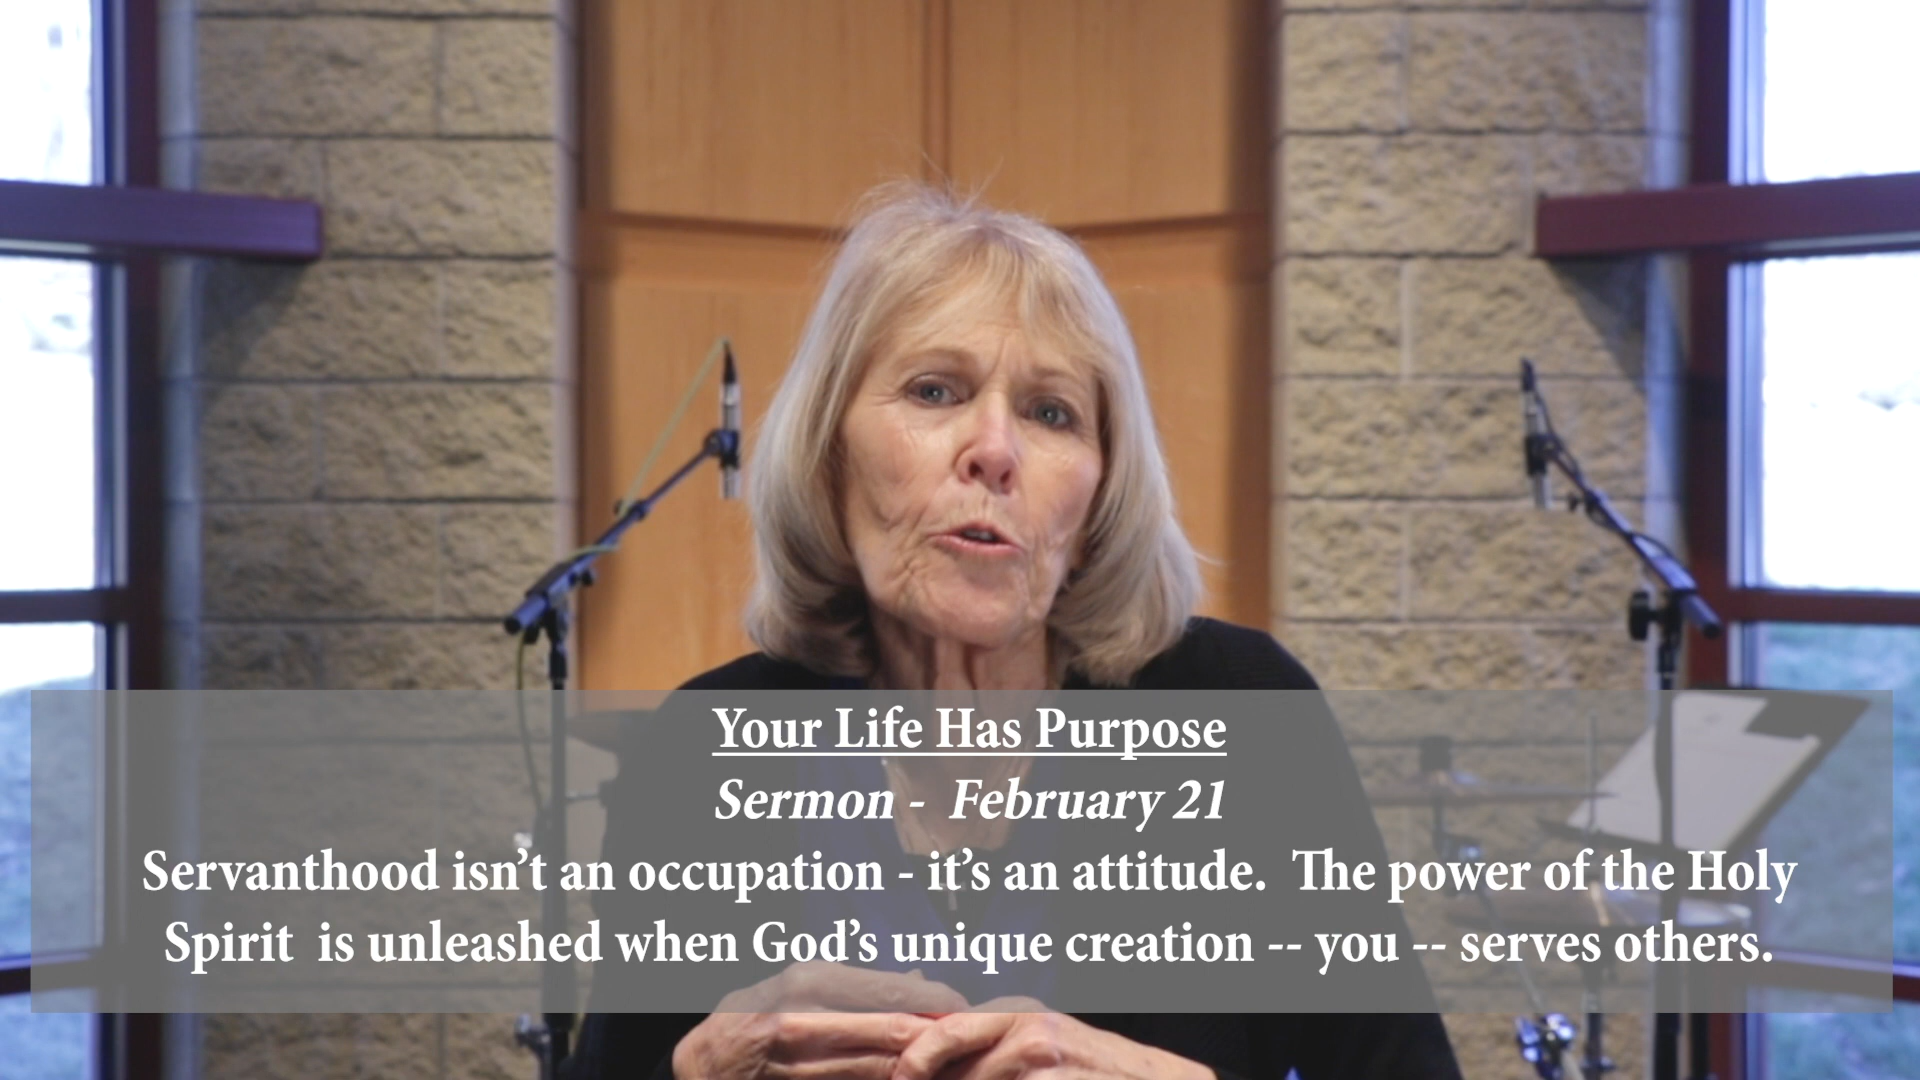 Your Life Has Purpose
Sermon -  February 21
Servanthood isn’t an occupation - it’s an attitude.  The power of the Holy
Spirit  is unleashed when God’s unique creation -- you -- serves others.